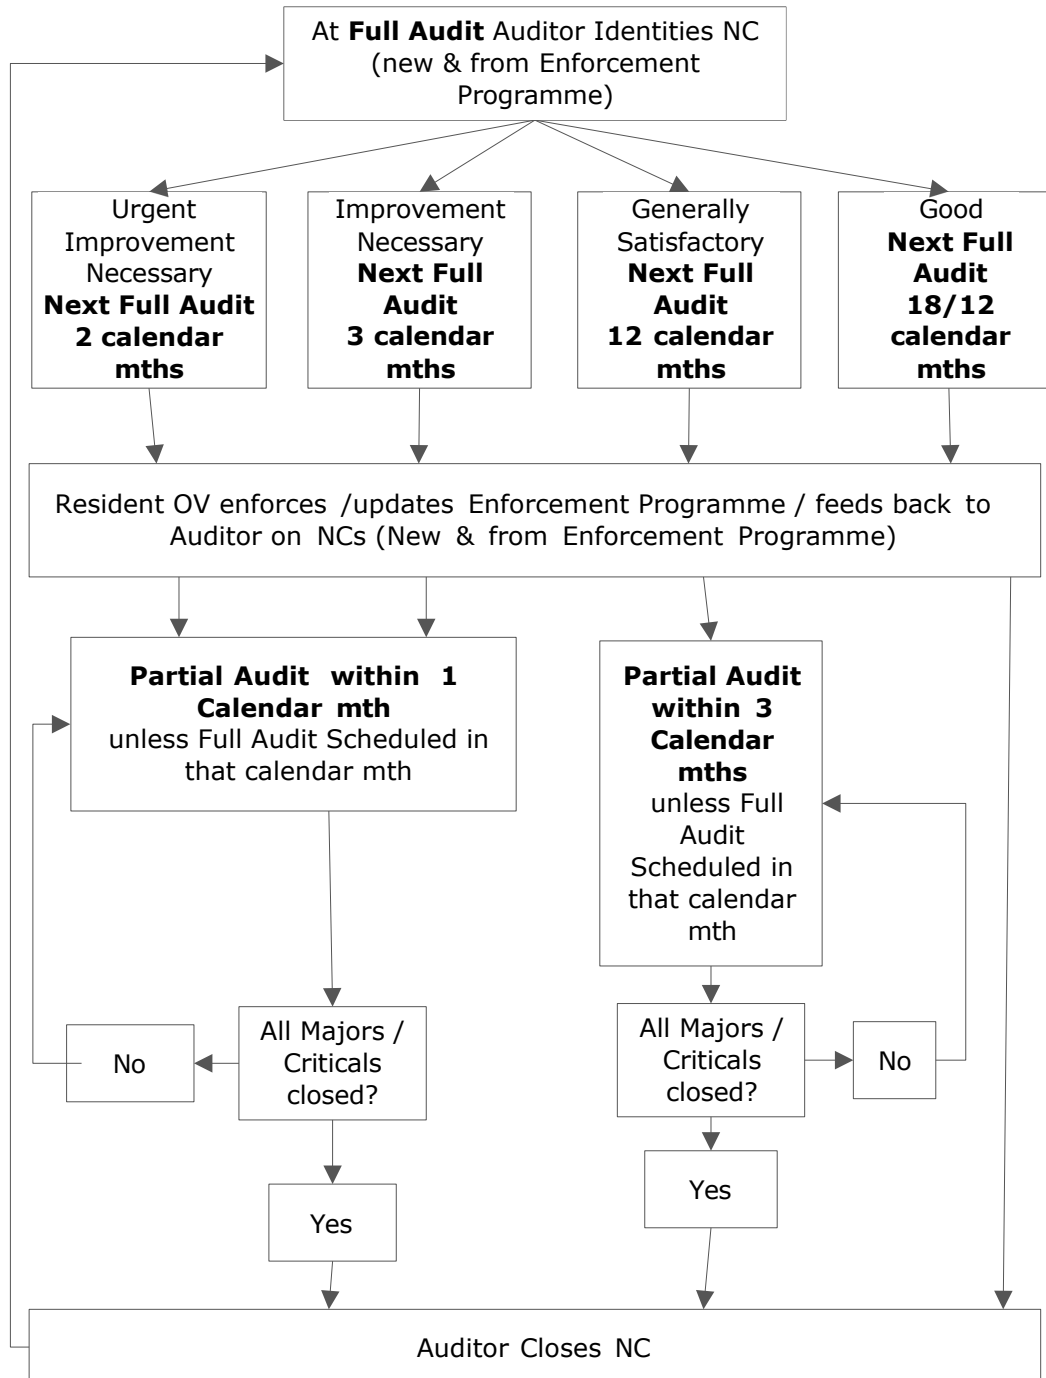 At Full Audit Auditor Identities NC
(new & from Enforcement
Programme)
Urgent
Improvement
Necessary
Next Full Audit
2 calendar
mths
Improvement
Necessary
Next Full
Audit
3 calendar
mths
Generally
Satisfactory
Next Full
Audit
12 calendar
mths
Good
Next Full
Audit
18/12
calendar
mths
Resident OV enforces /updates Enforcement Programme / feeds back to
Auditor on NCs (New & from Enforcement Programme)
Partial Audit within 1
Calendar mth
unless Full Audit Scheduled in
that calendar mth
Partial Audit
within 3
Calendar
mths
unless Full
Audit
Scheduled in
that calendar
mth
No
All Majors /
Criticals
closed?
All Majors /
Criticals
closed?
No
Yes
Yes
Auditor Closes NC